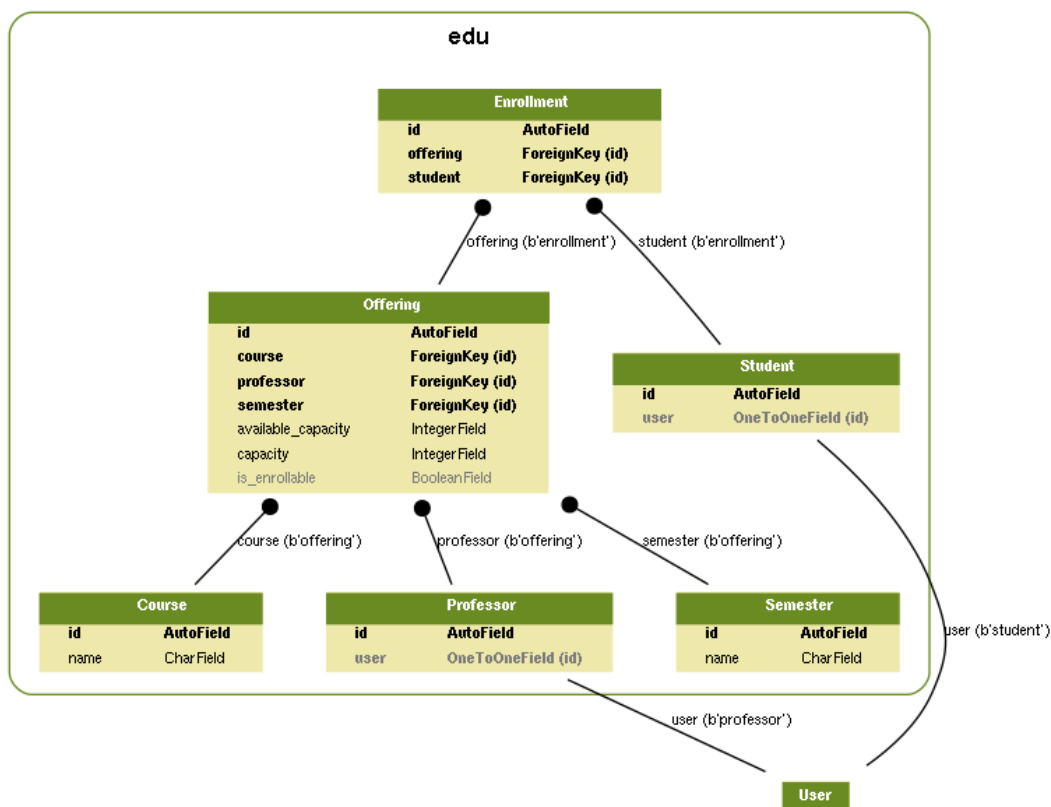 edu
Enrollment
id AutoField
offering ForeignKey (id)
student ForeignKey (id)
offering (b'enrollment') student (b'enrollment')
Offering
id AutoField
course ForeignKey (id)
professor ForeignKey (id)
semester ForeignKey (id)
available_capacity IntegerField
capacity IntegerField
is_enrollable BooleanField
Student
id AutoField
user OneToOneField (id)
course (b'offering') professor (b'offering') semester (b'offering')
Course
id AutoField
name CharField
Professor
id AutoField
user OneToOneField (id)
Semester
id AutoField
name CharField
user (b'student')
user (b'professor')
User